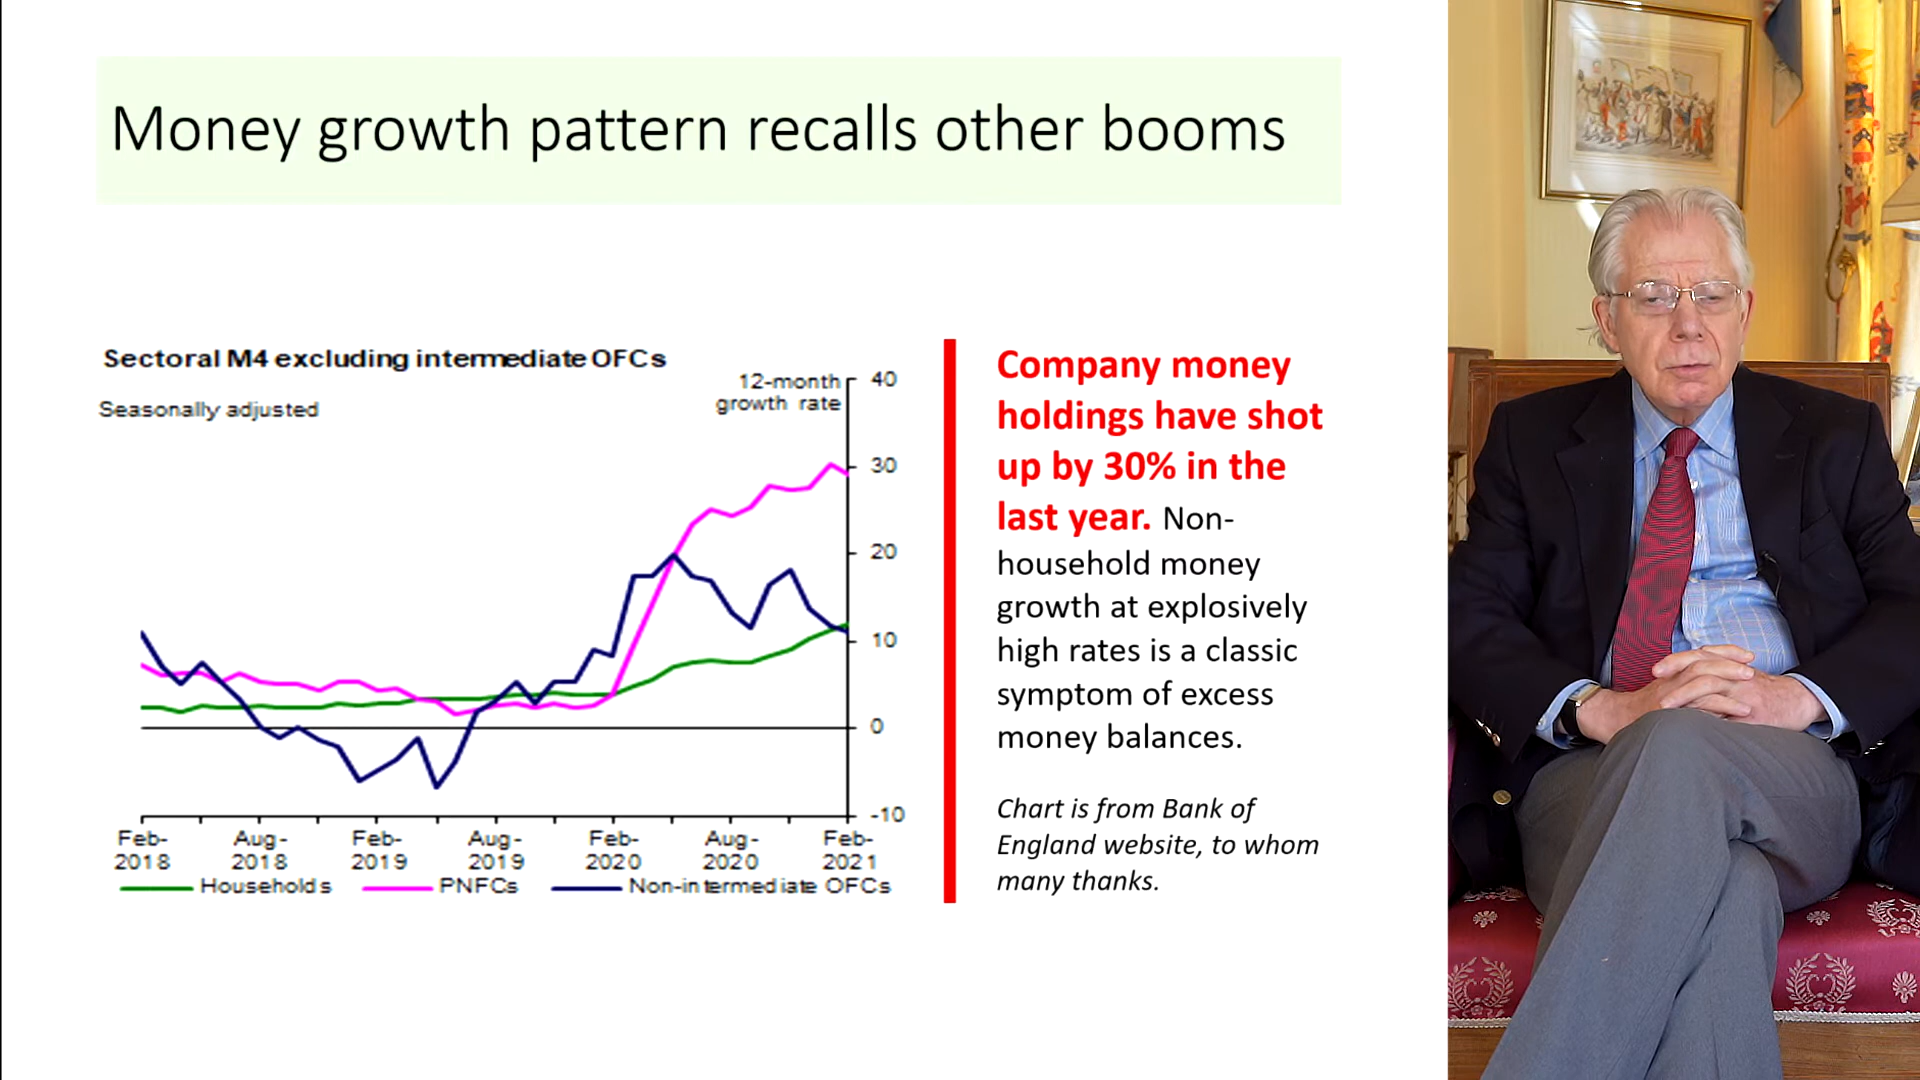 Money growth pattern recalls other booms
Sectoral M4 excluding intermediate OFCs
Seasonally adjusted
12-month
growth rate
40
30
20
10
0
-10
Feb-
2018
Aug-
2018
Feb-
2019
Aug-
2019
Feb-
2020
Aug-
2020
Feb-
2021
Households
PNFCs
Non-intermediate OFCs
Company money
holdings have shot
up by 30% in the
last year. Non-
household money
growth at explosively
high rates is a classic
symptom of excess
money balances.
Chart is from Bank of
England website, to whom
many thanks.